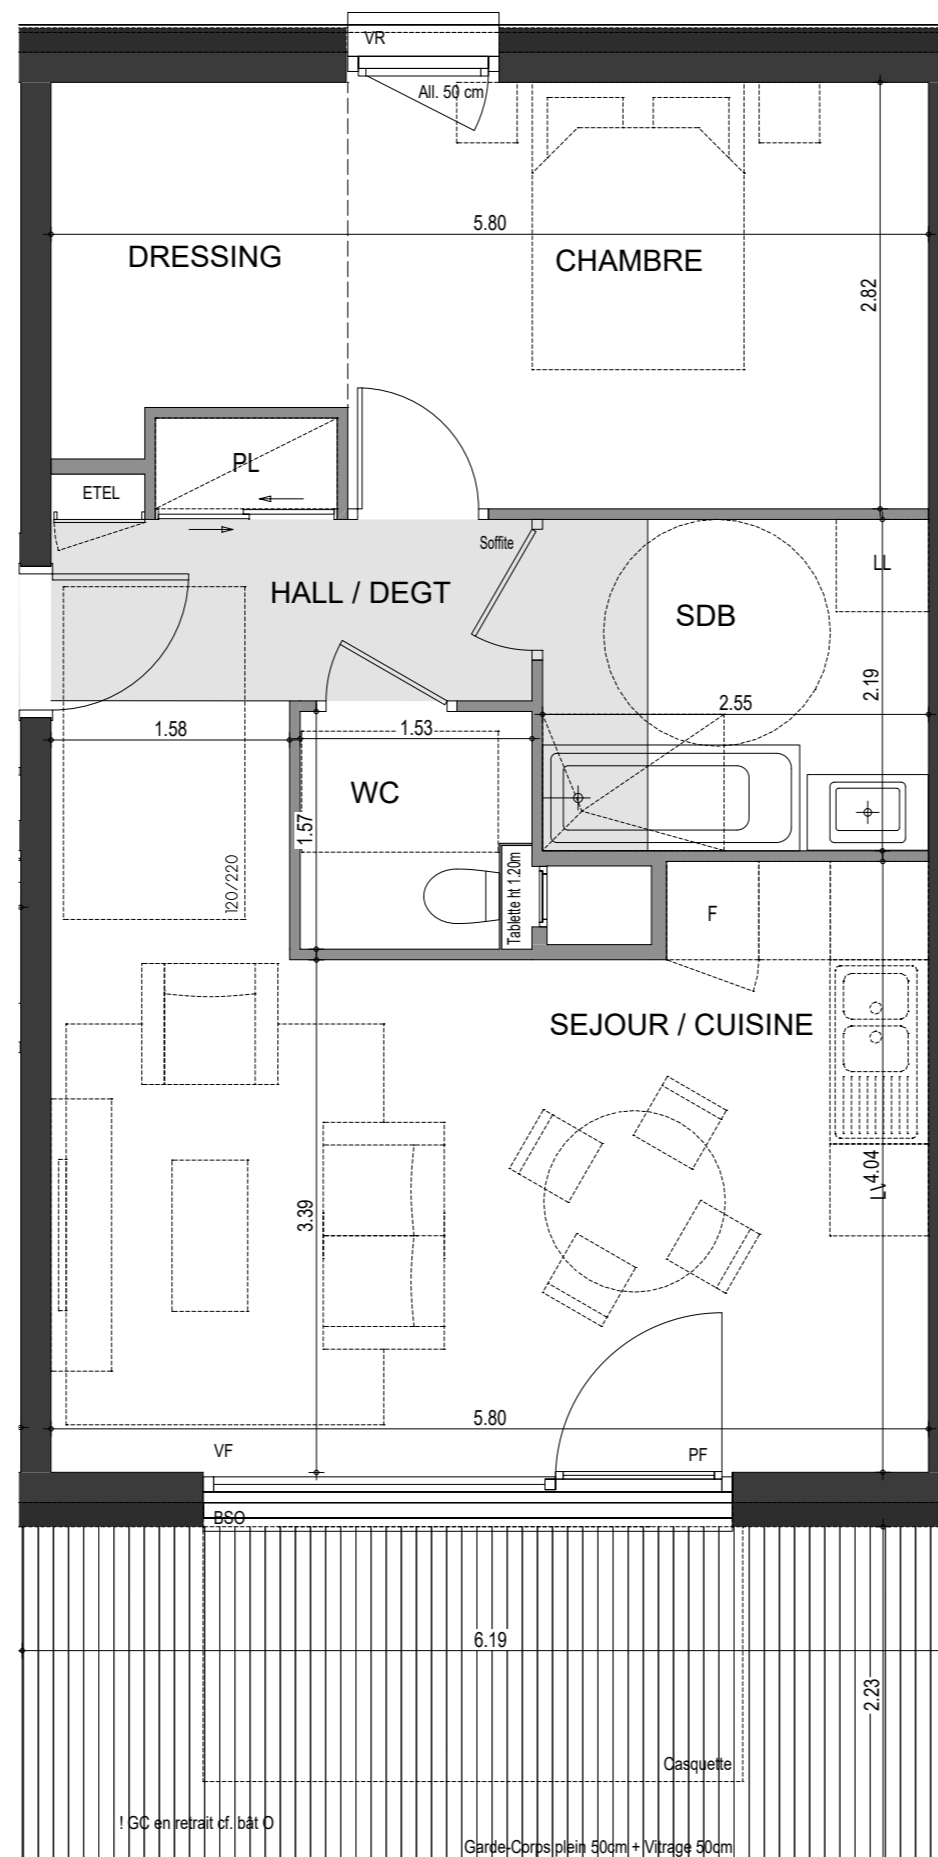 VR
All. 50 cm
5.80
DRESSING
CHAMBRE
2.82
PL
ETEL
Soffite
HALL / DEGT
LL
SDB
2.19
2.55
1.58
1.53
WC
1.57
120/220
Tablette ht 1.20m
F
SEJOUR / CUISINE
4.04
LV
3.39
5.80
VF
PF
BSO
6.19
2.23
Casquette
! GC en retrait cf. bât O
Garde-Corps plein 50cm + Vitrage 50cm